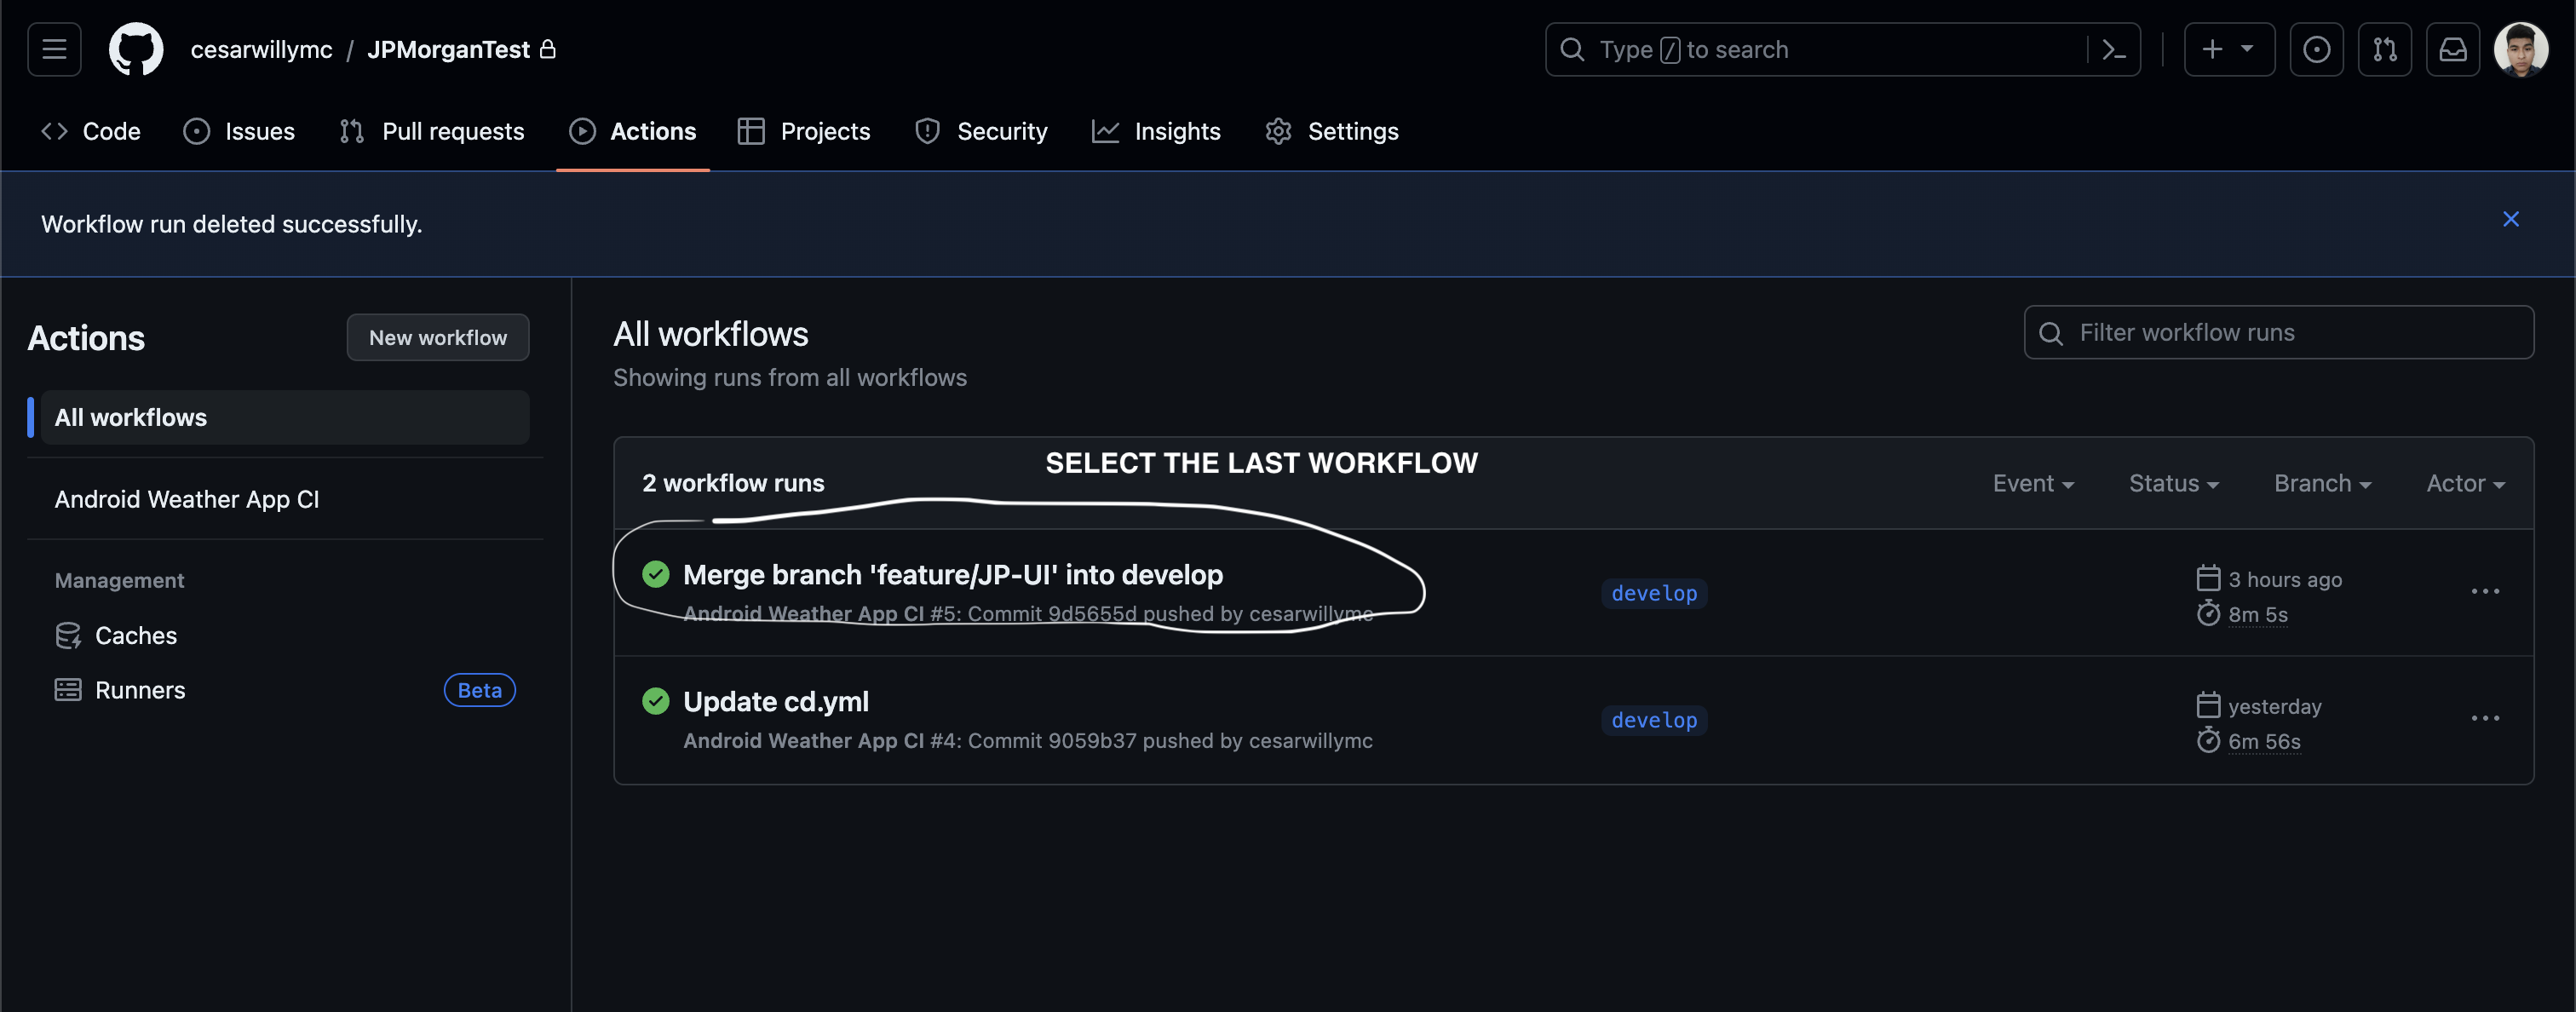 cesarwillymc / JPMorganTest
Type / to search
Code
Issues
Pull requests
Actions
Projects
Security
Insights
Settings
Workflow run deleted successfully.
Actions
New workflow
All workflows
Android Weather App CI
Management
Caches
Runners
Beta
All workflows
Showing runs from all workflows
Filter workflow runs
SELECT THE LAST WORKFLOW
2 workflow runs
Event
Status
Branch
Actor
Merge branch 'feature/JP-UI' into develop
Android Weather App CI #5: Commit 9d5655d pushed by cesarwillymc
develop
3 hours ago
8m 5s
Update cd.yml
Android Weather App CI #4: Commit 9059b37 pushed by cesarwillymc
develop
yesterday
6m 56s